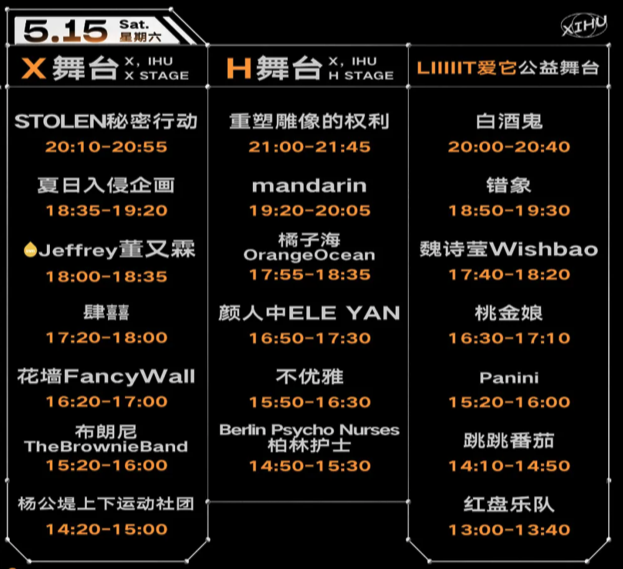 5.15 Sat.
星期六
XIHU
X舞台 X, IHU
X STAGE
STOLEN秘密行动
20:10-20:55
夏日入侵企画
18:35-19:20
Jeffrey董又霖
18:00-18:35
肆囍
17:20-18:00
花墙FancyWall
16:20-17:00
布朗尼
TheBrownieBand
15:20-16:00
杨公堤上下运动社团
14:20-15:00
H舞台 X, IHU
H STAGE
重塑雕像的权利
21:00-21:45
mandarin
19:20-20:05
橘子海
OrangeOcean
17:55-18:35
颜人中ELE YAN
16:50-17:30
不优雅
15:50-16:30
Berlin Psycho Nurses
柏林护士
14:50-15:30
LIIIIIT爱它公益舞台
白酒鬼
20:00-20:40
错象
18:50-19:30
魏诗莹Wishbao
17:40-18:20
桃金娘
16:30-17:10
Panini
15:20-16:00
跳跳番茄
14:10-14:50
红盘乐队
13:00-13:40